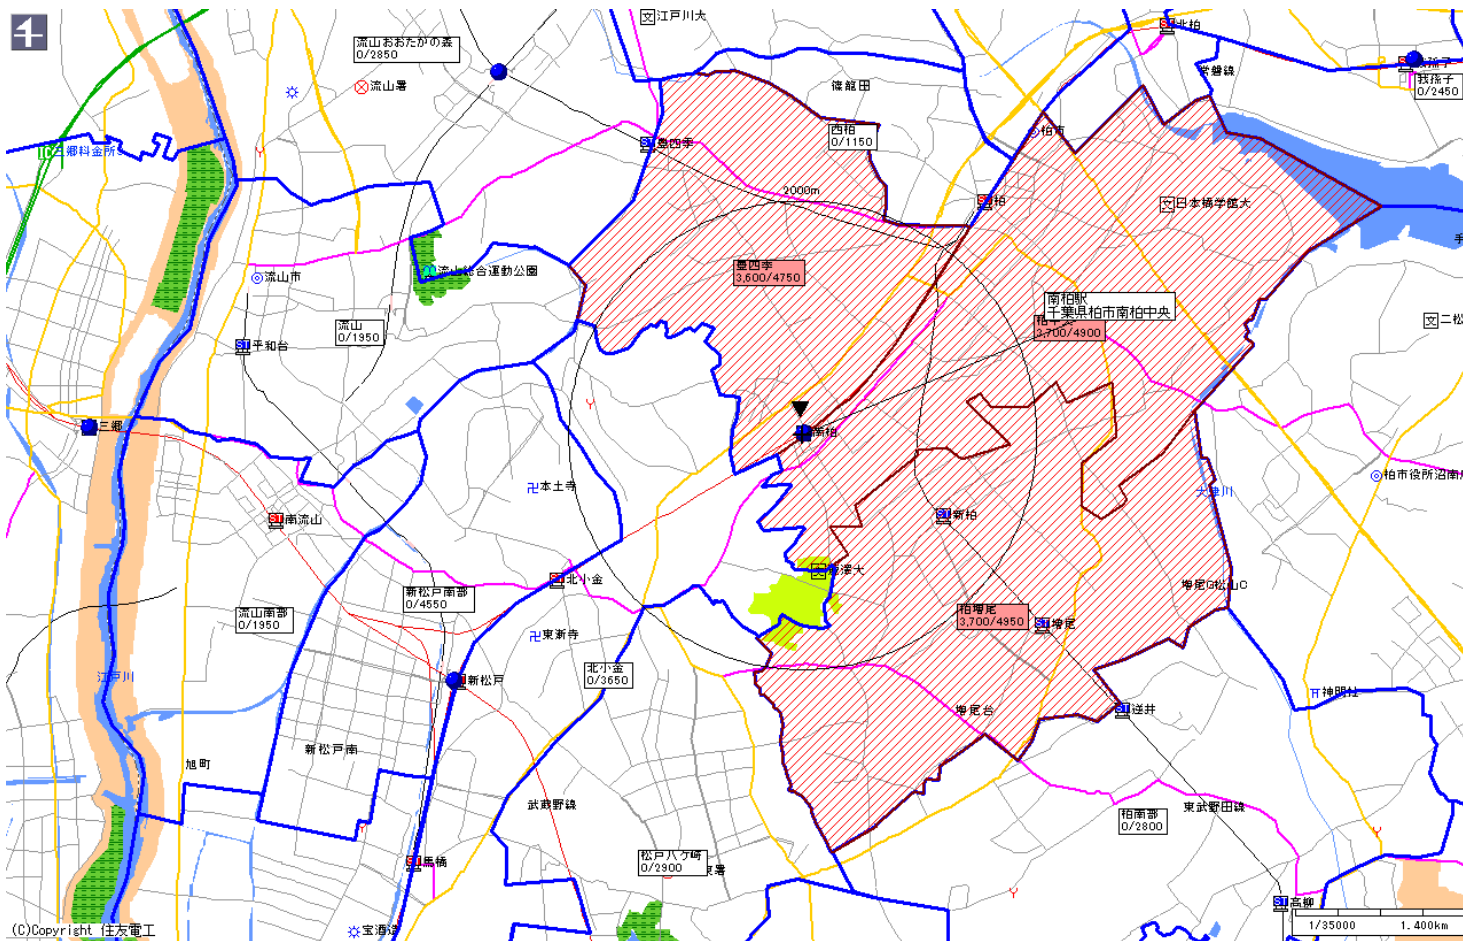 江戸川大
北柏
流山おおたかの森
0/2850
流山署
篠籠田
常磐線
我孫子
0/2450
西柏
0/1150
柏市
三郷料金所
豊四季
2000m
柏
日本橋学館大
手
流山総合運動公園
流山市
豊四季
3,600/4750
南柏駅
千葉県柏市南柏中央
3,700/4900
流山
0/1950
平和台
二松
三郷
南柏
柏市役所沼南
本土寺
大津川
南流山
新柏
北小金
麗澤大
増尾G松山C
新松戸南部
0/4550
流山南部
0/1950
柏増尾
3,700/4950
増尾
東漸寺
北小金
0/3650
江戸川
新松戸
神明社
増尾台
逆井
新松戸南
旭町
武蔵野線
東武野田線
柏南部
0/2800
馬橋
松戸八ケ崎
0/2900
東署
高柳
(C)Copyright 住友電工
宝酒造
1/35000
1.400km